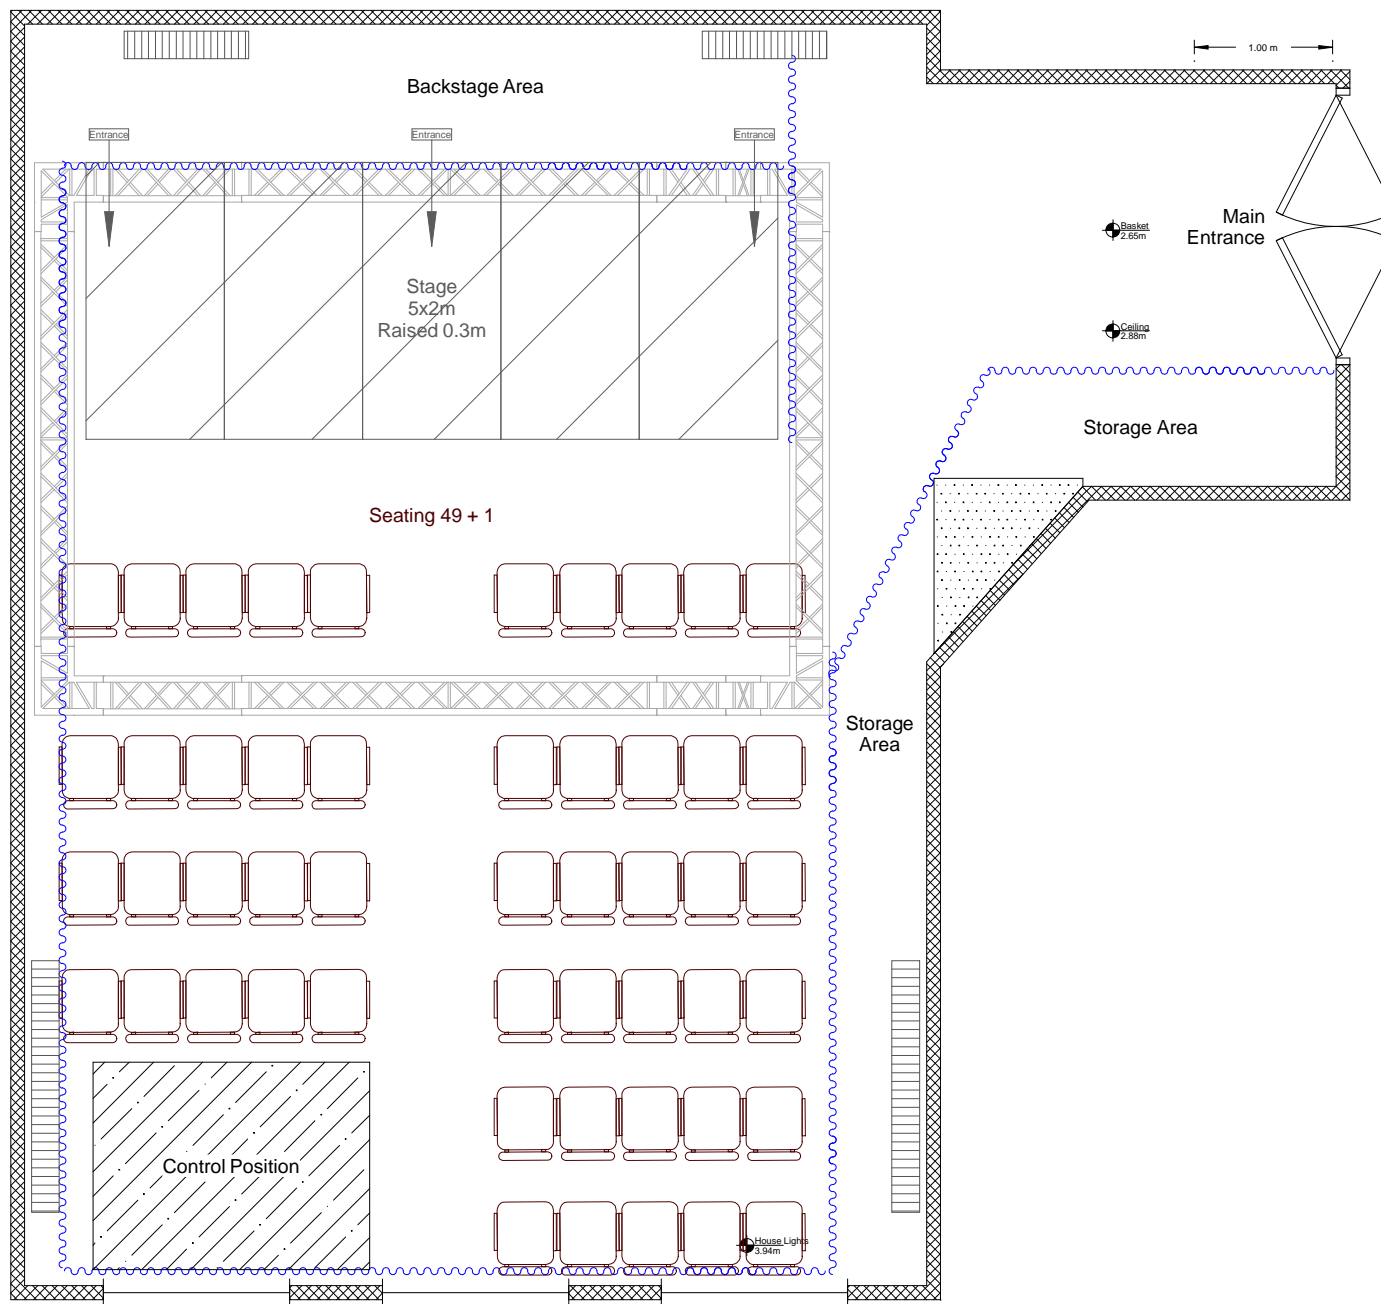 1.00 m
Backstage Area
Entrance
Entrance
Entrance
Main
Entrance
Basket
2.65m
Stage
5x2m
Raised 0.3m
Ceiling
2.88m
Storage Area
Seating 49 + 1
Storage
Area
Control Position
House Lights
3.94m